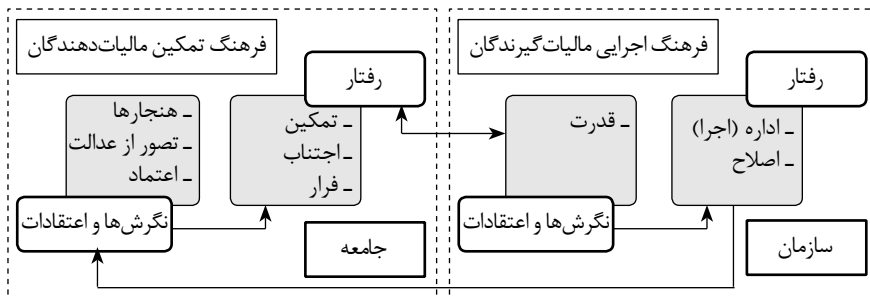 فرهنگ اجرایی مالیات‌گیرندگان
رفتار
ـ اداره (اجرا)
ـ اصلاح
ـ قدرت
نگرش‌ها و اعتقادات
سازمان
فرهنگ تمکین مالیات‌دهندگان
رفتار
ـ تمکین
ـ اجتناب
ـ فرار
ـ هنجارها
ـ تصور از عدالت
ـ اعتماد
نگرش‌ها و اعتقادات
جامعه